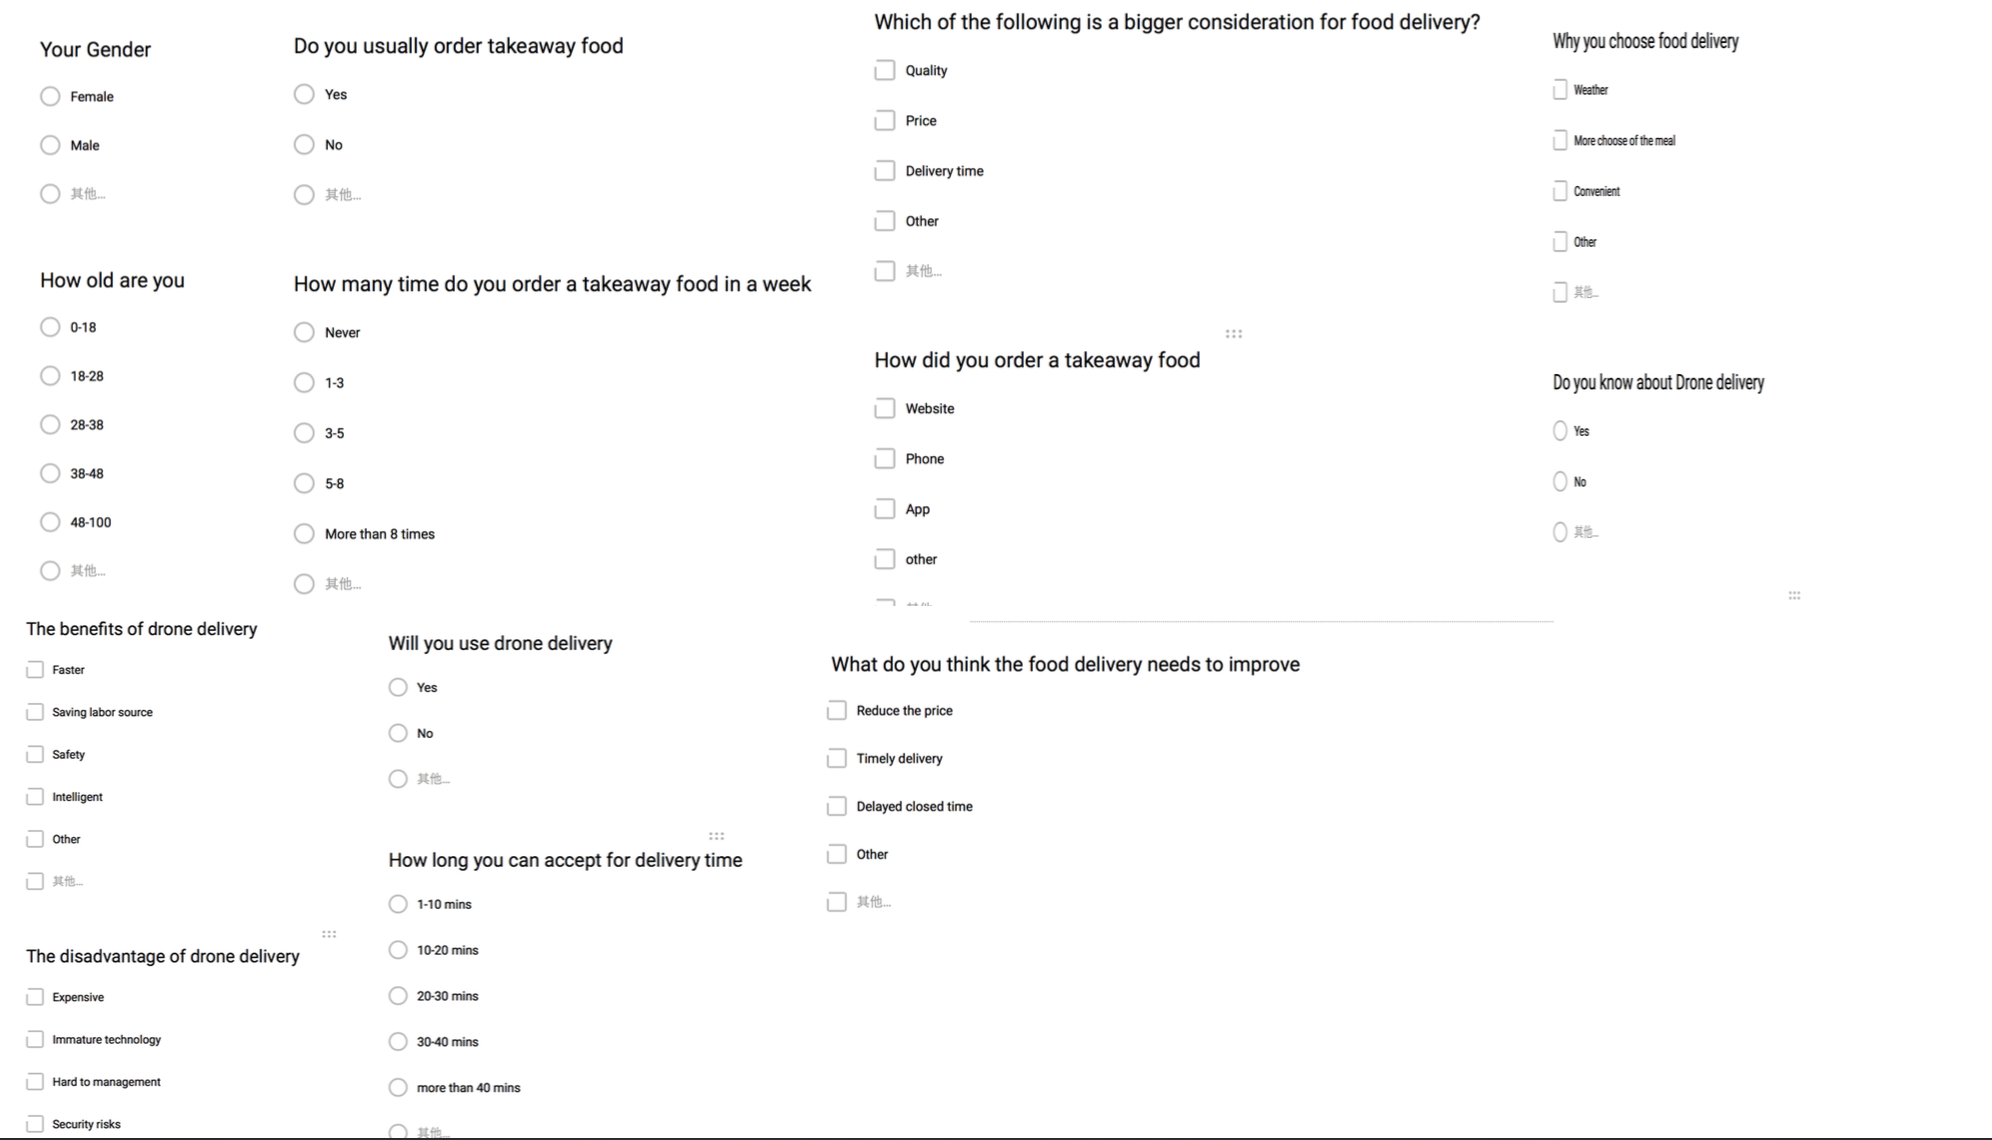 Your Gender
Female
Male
其他...
How old are you
0-18
18-28
28-38
38-48
48-100
其他...
Do you usually order takeaway food
Yes
No
其他...
How many time do you order a takeaway food in a week
Never
1-3
3-5
5-8
More than 8 times
其他...
Which of the following is a bigger consideration for food delivery?
Quality
Price
Delivery time
Other
其他...
How did you order a takeaway food
Website
Phone
App
other
Why you choose food delivery
Weather
More choose of the meal
Convenient
Other
其他...
Do you know about Drone delivery
Yes
No
其他...
The benefits of drone delivery
Faster
Saving labor source
Safety
Intelligent
Other
其他...
The disadvantage of drone delivery
Expensive
Immature technology
Hard to management
Security risks
Will you use drone delivery
Yes
No
其他...
How long you can accept for delivery time
1-10 mins
10-20 mins
20-30 mins
30-40 mins
more than 40 mins
其他...
What do you think the food delivery needs to improve
Reduce the price
Timely delivery
Delayed closed time
Other
其他...